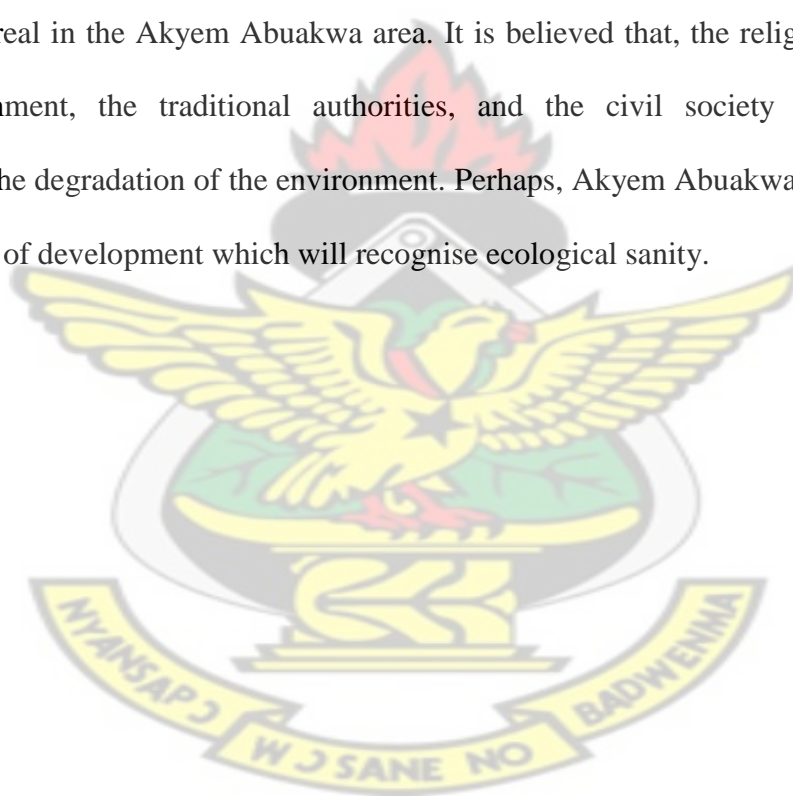 real in the Akyem Abuakwa area. It is believed that, the relig
nment, the traditional authorities, and the civil society
he degradation of the environment. Perhaps, Akyem Abuakwa
of development which will recognise ecological sanity.
NYANSAPƆ
WƆSANE NO
BADWENMA